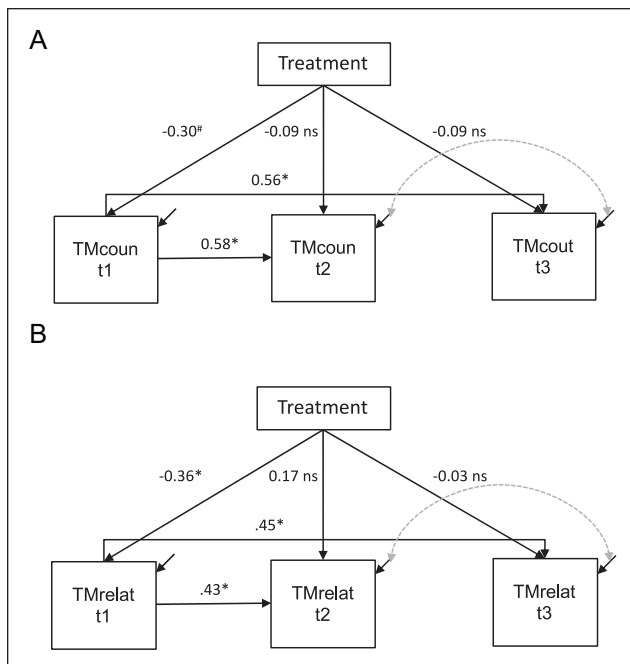 A
Treatment
-0.30#
-0.09 ns
-0.09 ns
0.56*
TMcoun
t1
0.58*
TMcoun
t2
TMcout
t3
B
Treatment
-0.36*
0.17 ns
-0.03 ns
.45*
TMrelat
t1
.43*
TMrelat
t2
TMrelat
t3